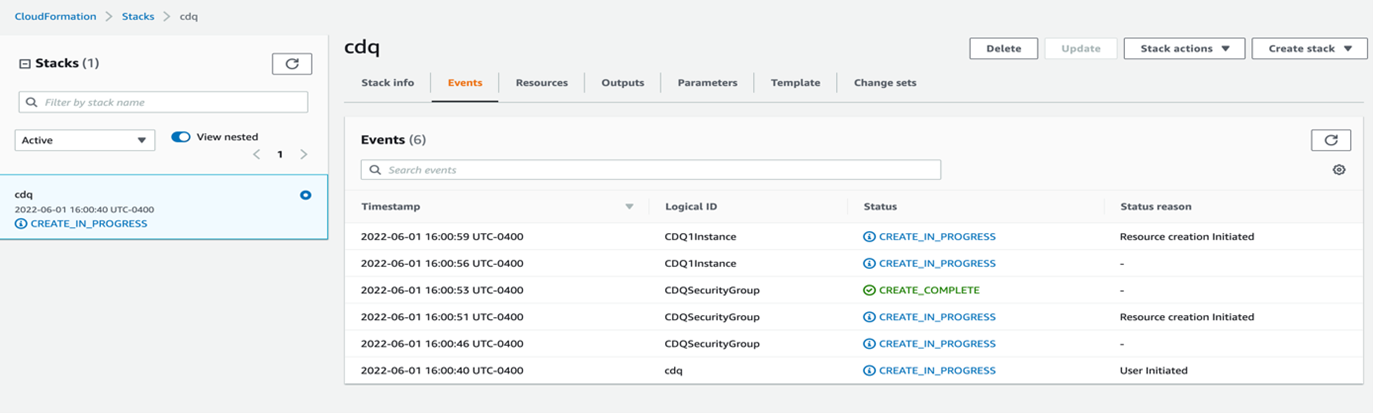 CloudFormation > Stacks > cdq
Stacks (1)
Filter by stack name
Active
View nested
< 1 >
cdq
2022-06-01 16:00:40 UTC-0400
CREATE_IN_PROGRESS
cdq
Delete Update Stack actions Create stack
Stack info Events Resources Outputs Parameters Template Change sets
Events (6)
Search events
Timestamp Logical ID Status Status reason
2022-06-01 16:00:59 UTC-0400 CDQ1Instance CREATE_IN_PROGRESS Resource creation Initiated
2022-06-01 16:00:56 UTC-0400 CDQ1Instance CREATE_IN_PROGRESS -
2022-06-01 16:00:53 UTC-0400 CDQSecurityGroup CREATE_COMPLETE -
2022-06-01 16:00:51 UTC-0400 CDQSecurityGroup CREATE_IN_PROGRESS Resource creation Initiated
2022-06-01 16:00:46 UTC-0400 CDQSecurityGroup CREATE_IN_PROGRESS -
2022-06-01 16:00:40 UTC-0400 cdq CREATE_IN_PROGRESS User Initiated